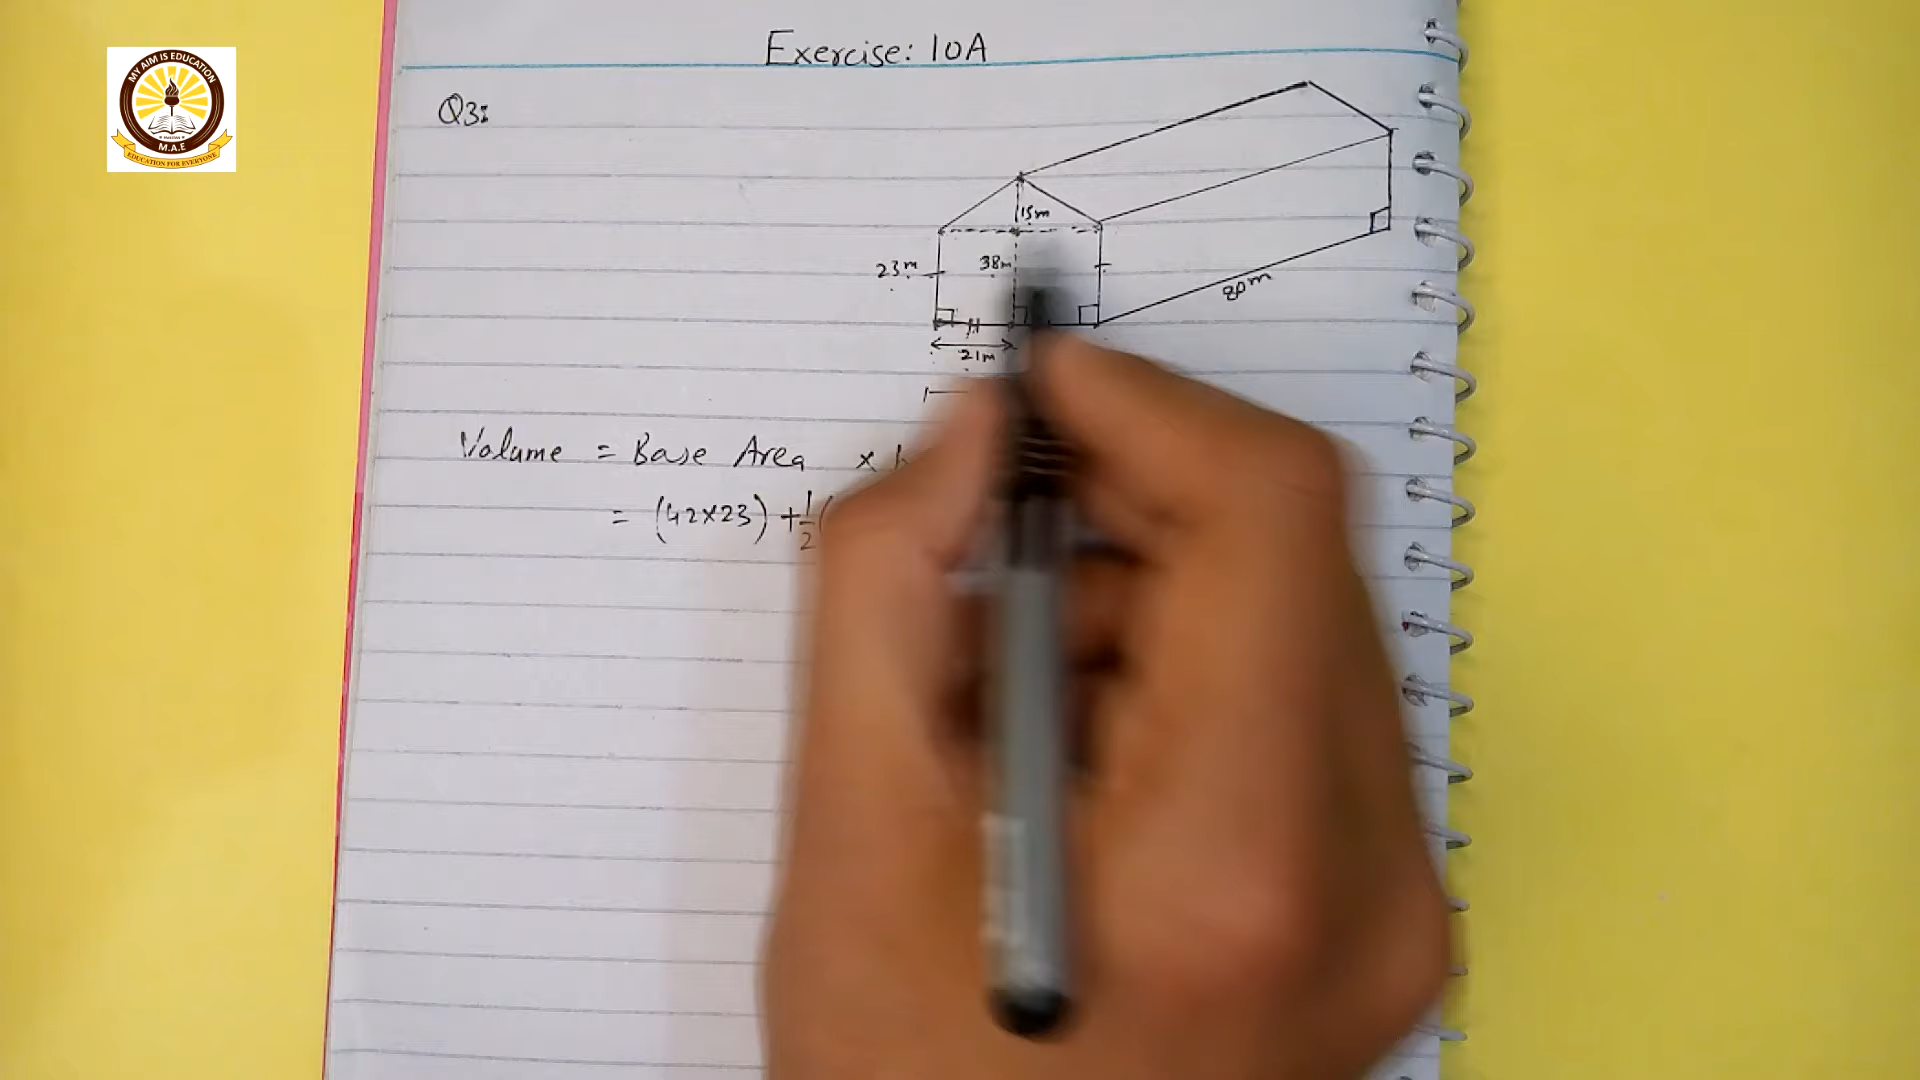 MY AIM IS EDUCATION
M.A.E
EDUCATION FOR EVERYONE
Exercise: 10A
Q3:
15m
23m
38m
80m
21m
Volume = Base Area ×
= (42×23) + 1/2 (